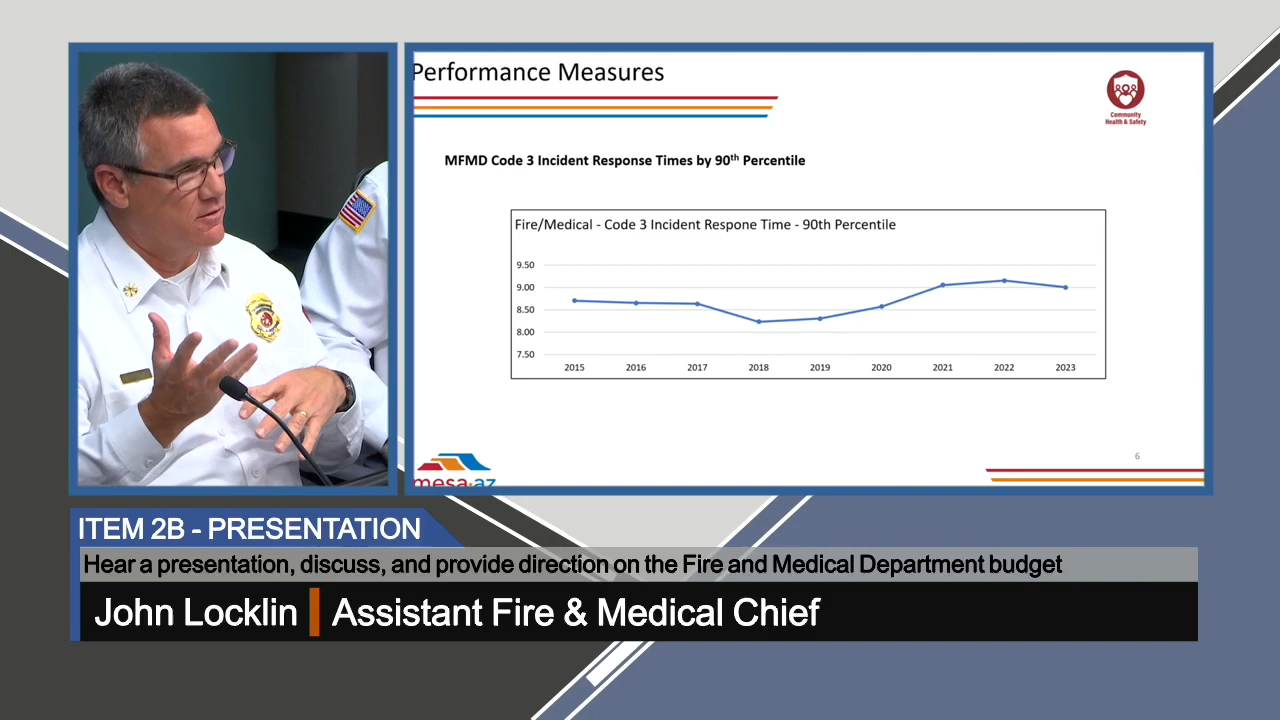 Performance Measures
Community
Health & Safety
MFMD Code 3 Incident Response Times by 90th Percentile
Fire/Medical - Code 3 Incident Respone Time - 90th Percentile
9.50
9.00
8.50
8.00
7.50
2015 2016 2017 2018 2019 2020 2021 2022 2023
6
mesa·az
ITEM 2B - PRESENTATION
Hear a presentation, discuss, and provide direction on the Fire and Medical Department budget
John Locklin Assistant Fire & Medical Chief